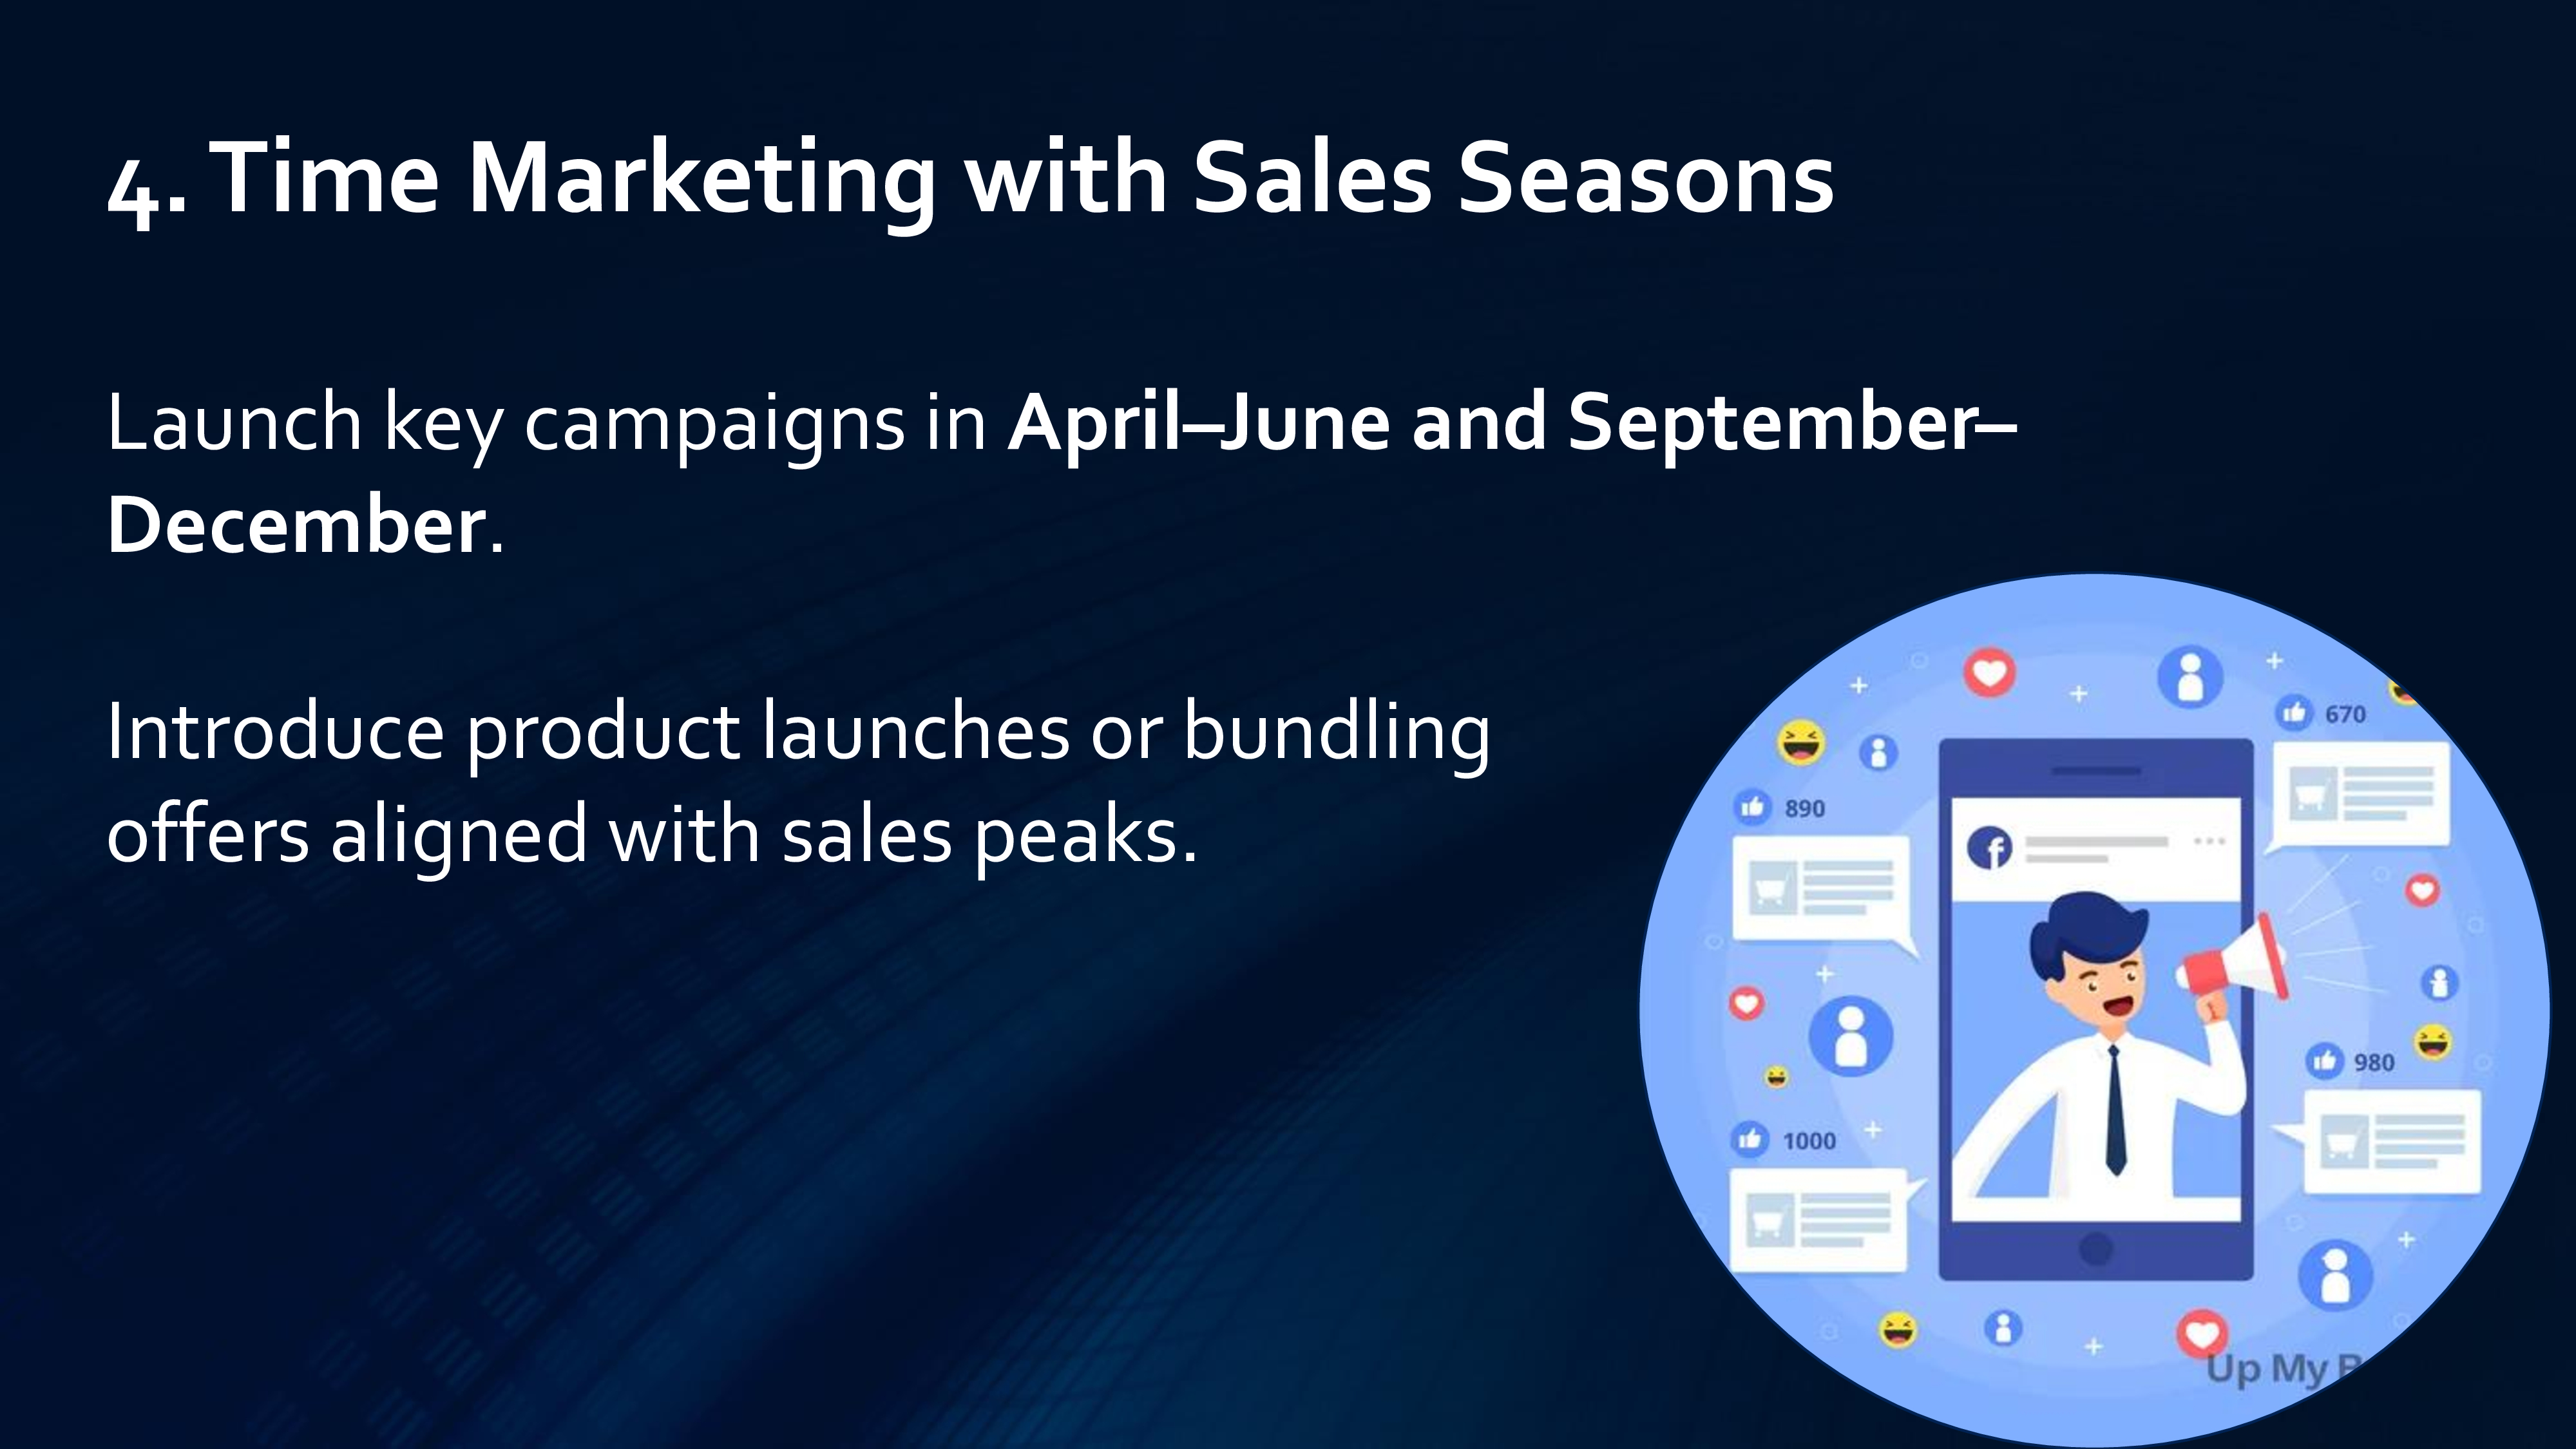 4. Time Marketing with Sales Seasons
Launch key campaigns in April–June and September–
December.
Introduce product launches or bundling
offers aligned with sales peaks.
670
890
980
1000
Up My